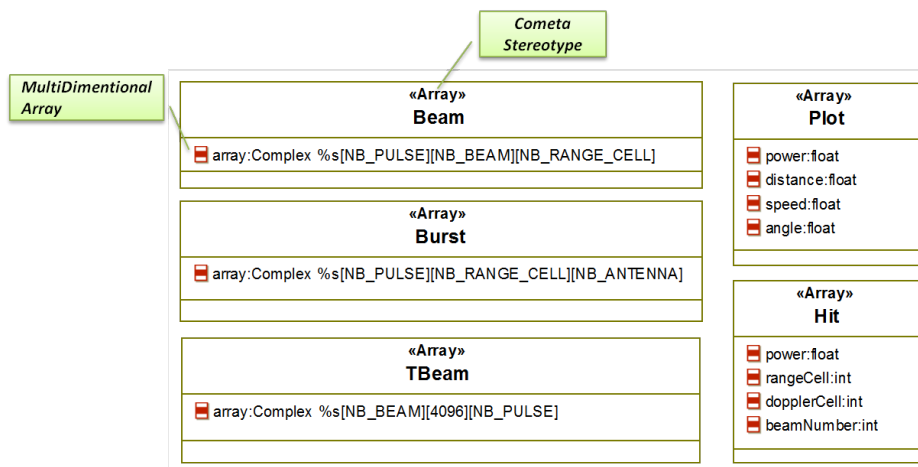 Cometa
Stereotype
MultiDimentional
Array
«Array»
Beam
array:Complex %s[NB_PULSE][NB_BEAM][NB_RANGE_CELL]
«Array»
Burst
array:Complex %s[NB_PULSE][NB_RANGE_CELL][NB_ANTENNA]
«Array»
TBeam
array:Complex %s[NB_BEAM][4096][NB_PULSE]
«Array»
Plot
power:float
distance:float
speed:float
angle:float
«Array»
Hit
power:float
rangeCell:int
dopplerCell:int
beamNumber:int